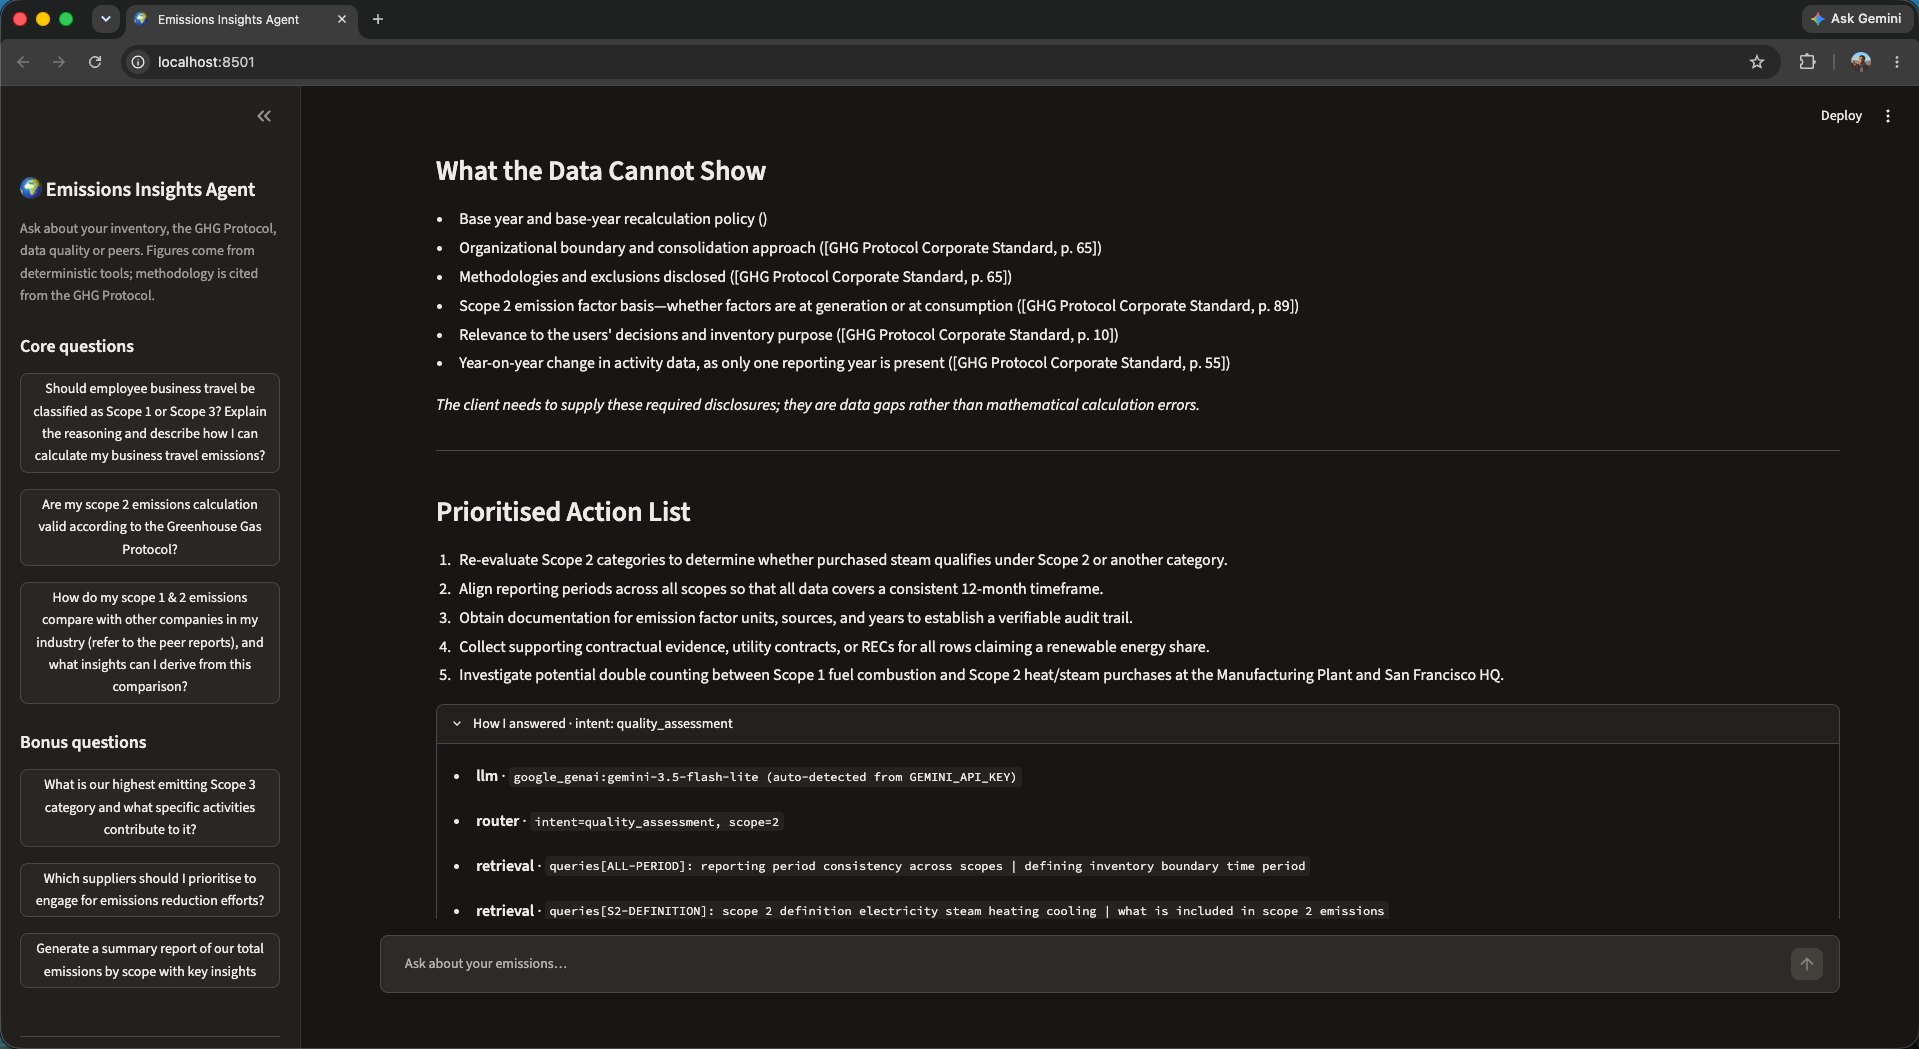 Emissions Insights Agent
Ask Gemini
localhost:8501
Deploy
Emissions Insights Agent
Ask about your inventory, the GHG Protocol,
data quality or peers. Figures come from
deterministic tools; methodology is cited
from the GHG Protocol.
Core questions
Should employee business travel be
classified as Scope 1 or Scope 3? Explain
the reasoning and describe how I can
calculate my business travel emissions?
Are my scope 2 emissions calculation
valid according to the Greenhouse Gas
Protocol?
How do my scope 1 & 2 emissions
compare with other companies in my
industry (refer to the peer reports), and
what insights can I derive from this
comparison?
Bonus questions
What is our highest emitting Scope 3
category and what specific activities
contribute to it?
Which suppliers should I prioritise to
engage for emissions reduction efforts?
Generate a summary report of our total
emissions by scope with key insights
What the Data Cannot Show
• Base year and base-year recalculation policy ()
• Organizational boundary and consolidation approach ([GHG Protocol Corporate Standard, p. 65])
• Methodologies and exclusions disclosed ([GHG Protocol Corporate Standard, p. 65])
• Scope 2 emission factor basis—whether factors are at generation or at consumption ([GHG Protocol Corporate Standard, p. 89])
• Relevance to the users' decisions and inventory purpose ([GHG Protocol Corporate Standard, p. 10])
• Year-on-year change in activity data, as only one reporting year is present ([GHG Protocol Corporate Standard, p. 55])
The client needs to supply these required disclosures; they are data gaps rather than mathematical calculation errors.
Prioritised Action List
1. Re-evaluate Scope 2 categories to determine whether purchased steam qualifies under Scope 2 or another category.
2. Align reporting periods across all scopes so that all data covers a consistent 12-month timeframe.
3. Obtain documentation for emission factor units, sources, and years to establish a verifiable audit trail.
4. Collect supporting contractual evidence, utility contracts, or RECs for all rows claiming a renewable energy share.
5. Investigate potential double counting between Scope 1 fuel combustion and Scope 2 heat/steam purchases at the Manufacturing Plant and San Francisco HQ.
How I answered · intent: quality_assessment
• llm · google_genai:gemini-3.5-flash-lite (auto-detected from GEMINI_API_KEY)
• router · intent=quality_assessment, scope=2
• retrieval · queries[ALL-PERIOD]: reporting period consistency across scopes | defining inventory boundary time period
• retrieval · queries[S2-DEFINITION]: scope 2 definition electricity steam heating cooling | what is included in scope 2 emissions
Ask about your emissions…